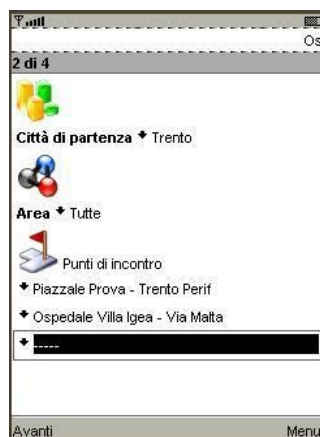 Os
2 di 4
Città di partenza Trento
Area Tutte
Punti di incontro
Piazzale Prova - Trento Perif
Ospedale Villa Igea - Via Malta
-----
Avanti Menu